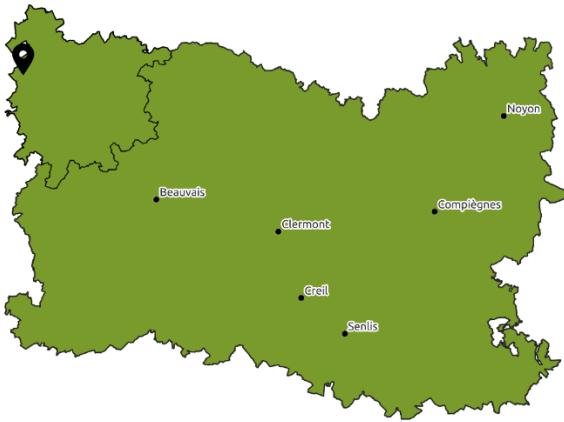 Noyon
Beauvais
Compiègnes
Clermont
Creil
Senlis